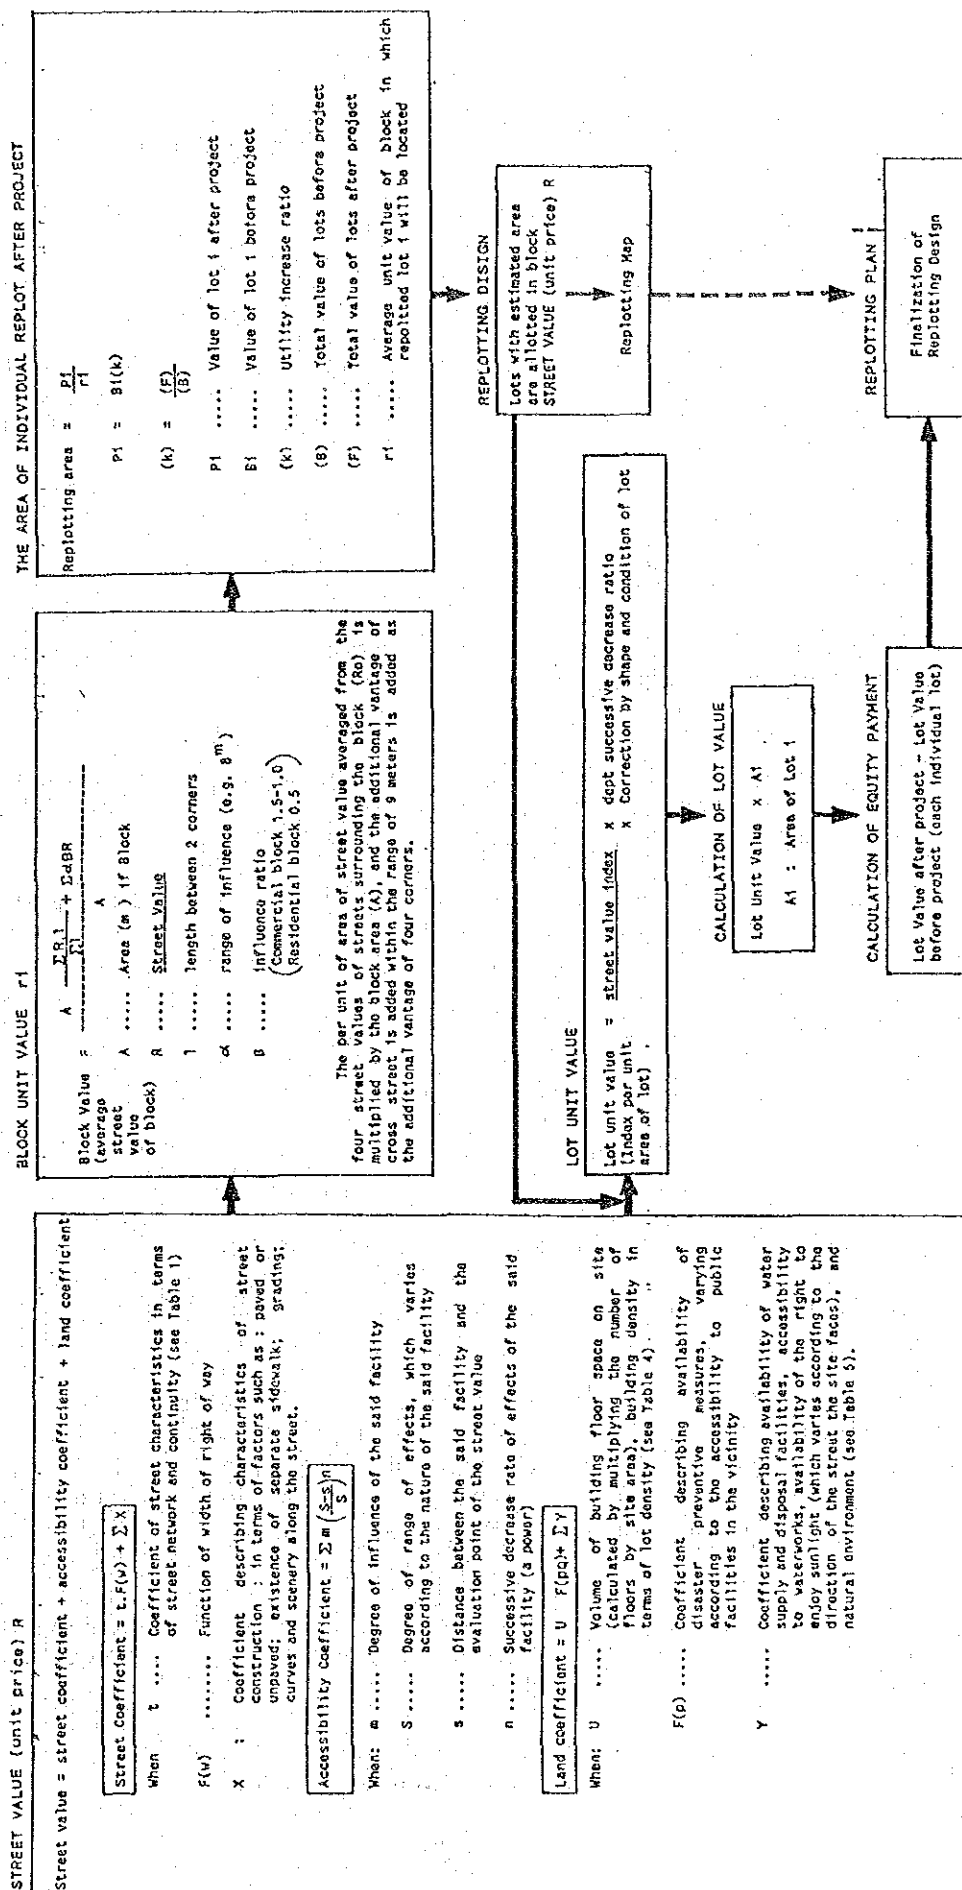 STREET VALUE (unit price) R
Street value = street coefficient + accessibility coefficient + land coefficient
Street Coefficient = t.F(w) + ΣX
When t .... Coefficient of street characteristics in terms
of street network and continuity (see Table 1)
F(w) ........ Function of width of right of way
X : Coefficient describing characteristics of street
construction : in terms of factors such as : paved or
unpaved; existence of separate sidewalk; grading;
curves and scenery along the street.
Accessibility Coefficient = Σ m (S-s/S)n
When: m ..... Degree of influence of the said facility
S ..... Degree of range of effects, which varies
according to the nature of the said facility
s ..... Distance between the said facility and the
evaluation point of the street value
n ..... Successive decrease rate of effects of the said
facility (a power)
Land coefficient = U F(pQ)+ ΣY
When: U ..... Volume of building floor space on site
(calculated by multiplying the number of
floors by site area), building density in
terms of lot density (see Table 4).
F(p) ..... Coefficient describing availability of
disaster preventive measures, varying
according to the accessibility to public
facilities in the vicinity
Y ..... Coefficient describing availability of water
supply and disposal facilities, accessibility
to waterworks, availability of the right to
enjoy sunlight (which varies according to the
direction of the street the site faces), and
natural environment (see Table 6).
BLOCK UNIT VALUE ri
A ΣR.l/Σl + ΣdBR
Block Value = --------------------
A
(average
street
value
of block)
A ..... Area (m ) if Block
R ..... Street Value
l ..... length between 2 corners
α ..... range of influence (e.g. 8m)
B ..... influence ratio
(Commercial block 1.5-1.0)
(Residential block 0.5)
The per unit of area of street value averaged from the
four street values of streets surrounding the block (Ro) is
multiplied by the block area (A), and the additional vantage of
cross street is added within the range of 9 meters is added as
the additional vantage of four corners.
THE AREA OF INDIVIDUAL REPLOT AFTER PROJECT
Replotting area = Pi/ri
Pi = Bi(k)
(k) = (F)/(B)
Pi ..... Value of lot i after project
Bi ..... Value of lot i before project
(k) ..... Utility increase ratio
(B) ..... Total value of lots before project
(F) ..... Total value of lots after project
ri ..... Average unit value of block in which
repoltted lot i will be located
LOT UNIT VALUE
Lot unit value = street value index x dept successive decrease ratio
(Index per unit x Correction by shape and condition of lot
area of lot)
REPLOTTING DISIGN
Lots with estimated area
are allotted in block
STREET VALUE (unit price) R
Replotting Map
CALCULATION OF LOT VALUE
Lot Unit Value x Ai
Ai : Area of Lot i
CALCULATION OF EQUITY PAYMENT
Lot Value after project - Lot Value
before project (each individual lot)
REPLOTTING PLAN
Finalization of
Replotting Design